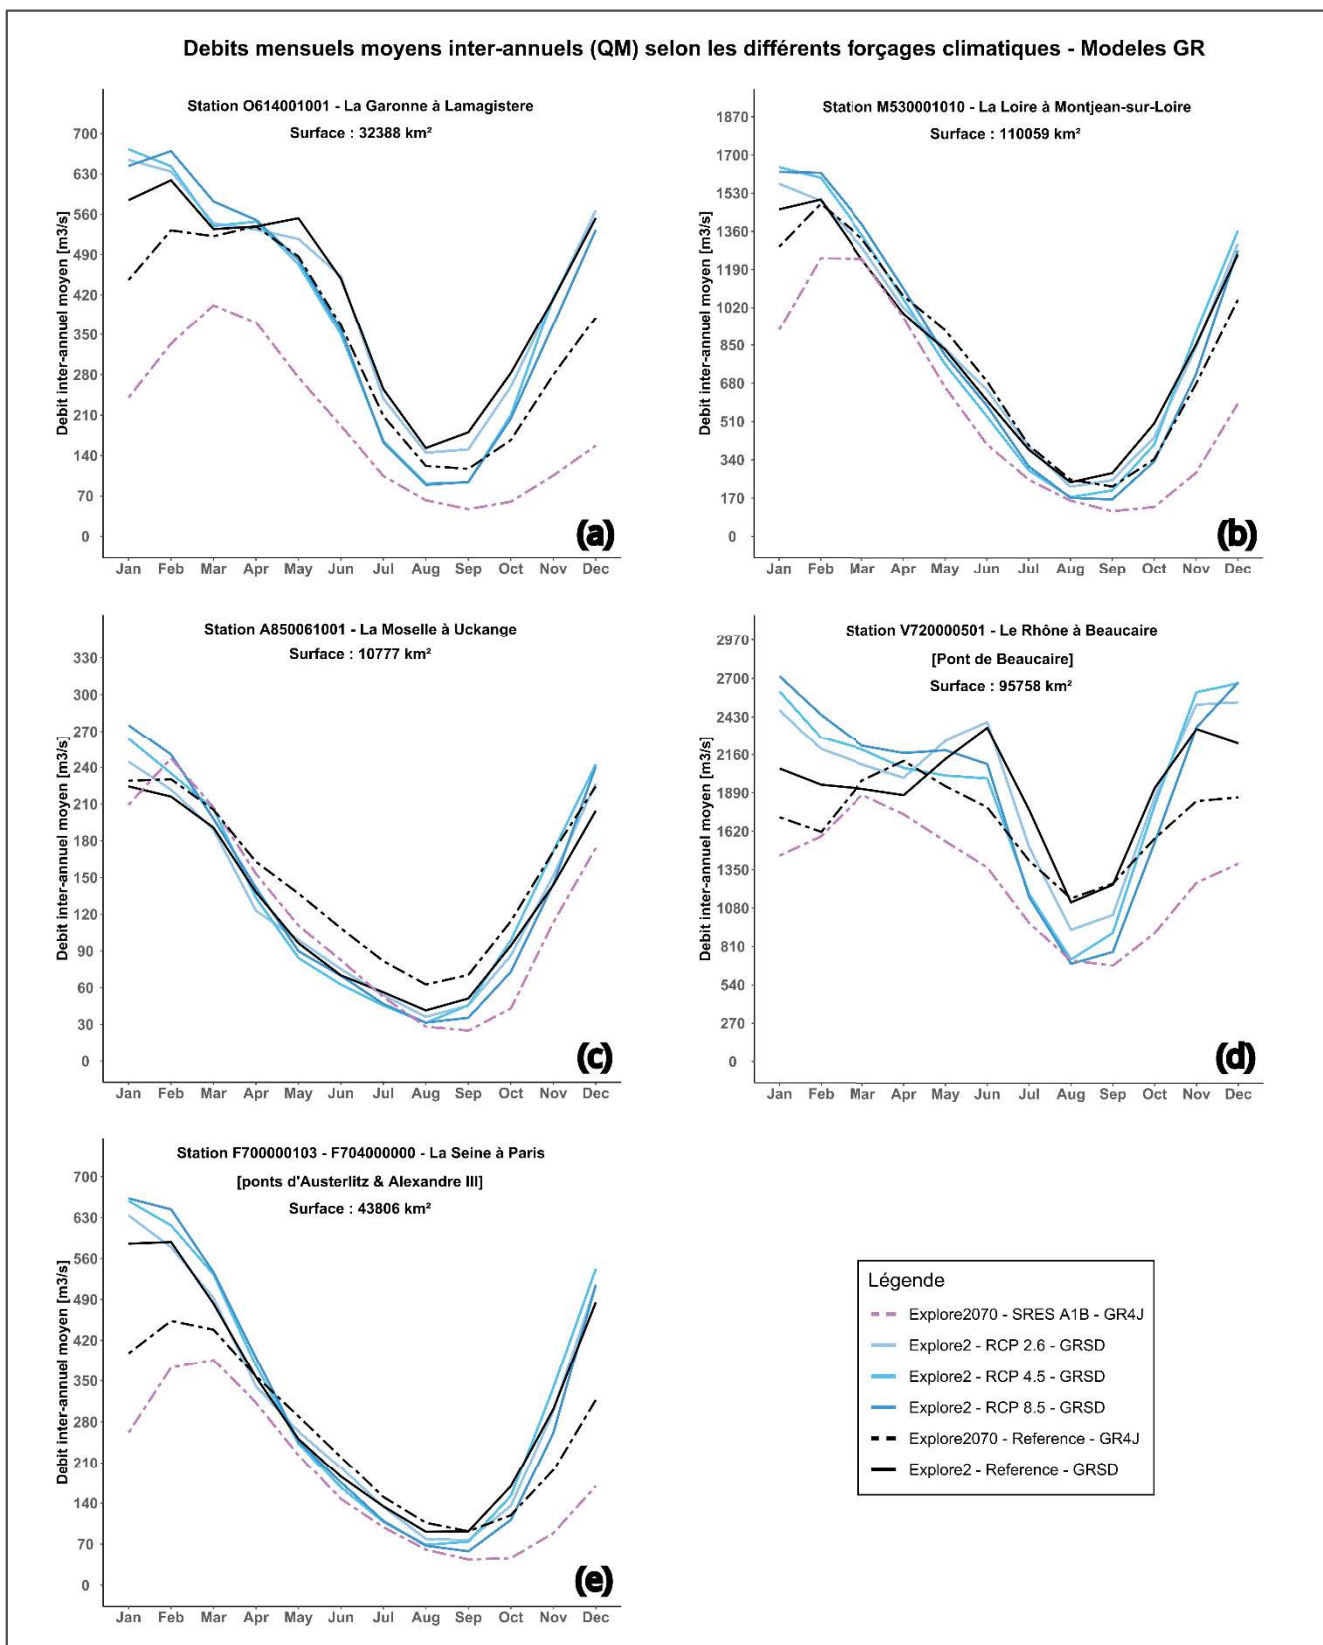 Debits mensuels moyens inter-annuels (QM) selon les différents forçages climatiques - Modeles GR
Station O614001001 - La Garonne à Lamagistere
Surface : 32388 km²
Debit inter-annuel moyen [m3/s]
700
630
560
490
420
350
280
210
140
70
0
Jan Feb Mar Apr May Jun Jul Aug Sep Oct Nov Dec
(a)
Station M530001010 - La Loire à Montjean-sur-Loire
Surface : 110059 km²
Debit inter-annuel moyen [m3/s]
1870
1700
1530
1360
1190
1020
850
680
510
340
170
0
Jan Feb Mar Apr May Jun Jul Aug Sep Oct Nov Dec
(b)
Station A850061001 - La Moselle à Uckange
Surface : 10777 km²
Debit inter-annuel moyen [m3/s]
330
300
270
240
210
180
150
120
90
60
30
0
Jan Feb Mar Apr May Jun Jul Aug Sep Oct Nov Dec
(c)
Station V720000501 - Le Rhône à Beaucaire
[Pont de Beaucaire]
Surface : 95758 km²
Debit inter-annuel moyen [m3/s]
2970
2700
2430
2160
1890
1620
1350
1080
810
540
270
0
Jan Feb Mar Apr May Jun Jul Aug Sep Oct Nov Dec
(d)
Station F700000103 - F704000000 - La Seine à Paris
[ponts d'Austerlitz & Alexandre III]
Surface : 43806 km²
Debit inter-annuel moyen [m3/s]
700
630
560
490
420
350
280
210
140
70
0
Jan Feb Mar Apr May Jun Jul Aug Sep Oct Nov Dec
(e)
Légende
Explore2070 - SRES A1B - GR4J
Explore2 - RCP 2.6 - GRSD
Explore2 - RCP 4.5 - GRSD
Explore2 - RCP 8.5 - GRSD
Explore2070 - Reference - GR4J
Explore2 - Reference - GRSD